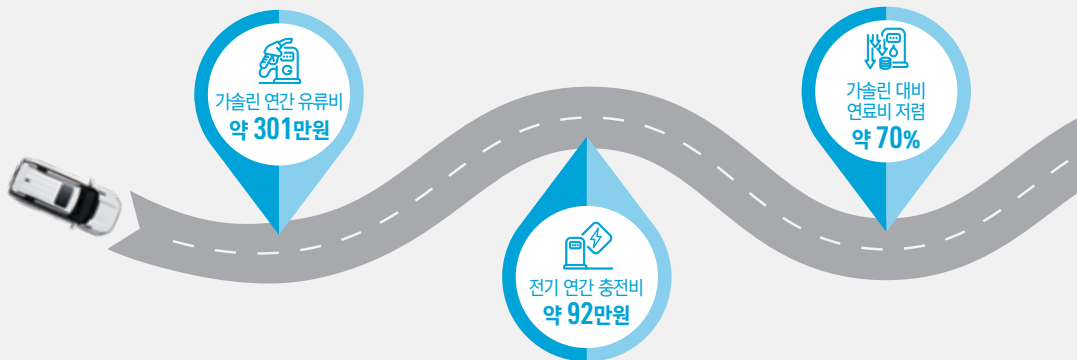 G
가솔린 연간 유류비
약 301만원
전기 연간 충전비
약 92만원
가솔린 대비
연료비 저렴
약 70%